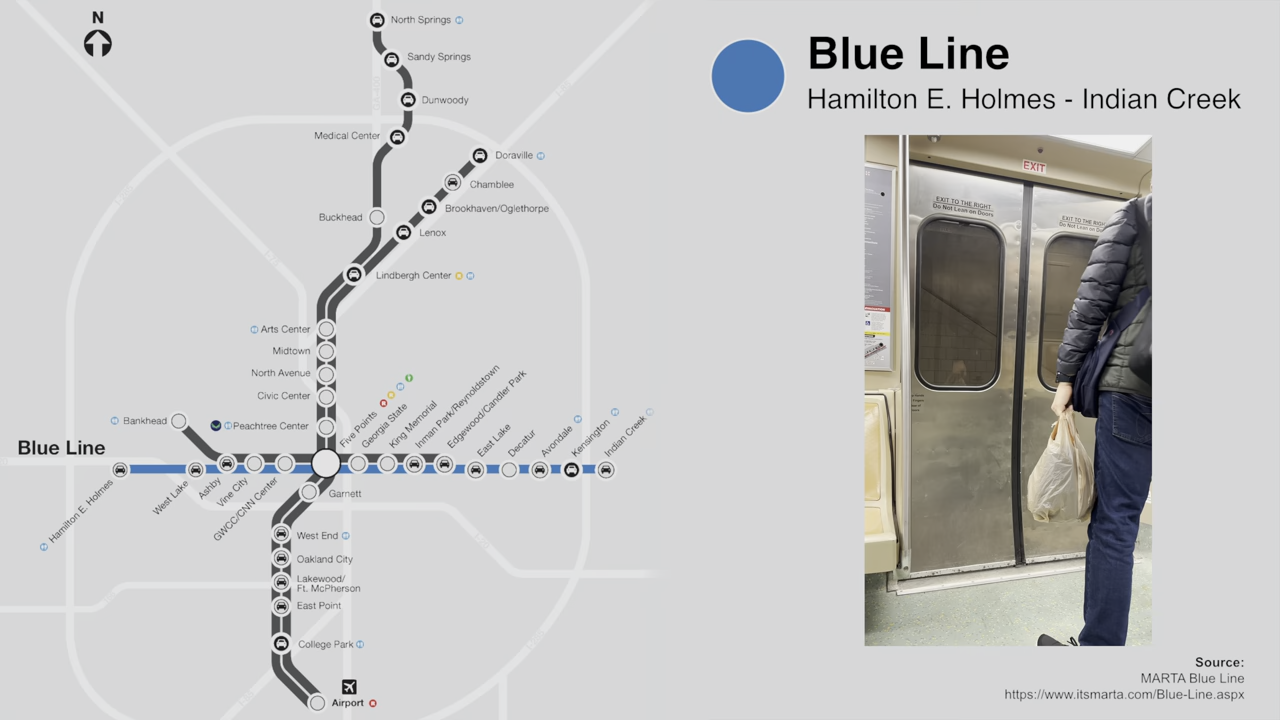 N
North Springs
Sandy Springs
Dunwoody
Medical Center
Doraville
Chamblee
Brookhaven/Oglethorpe
Buckhead
Lenox
Lindbergh Center
Arts Center
Midtown
North Avenue
Civic Center
Peachtree Center
Bankhead
Five Points
Georgia State
King Memorial
Inman Park/Reynoldstown
Edgewood/Candler Park
East Lake
Decatur
Avondale
Kensington
Indian Creek
Blue Line
Hamilton E. Holmes
West Lake
Ashby
Vine City
GWCC/CNN Center
Garnett
West End
Oakland City
Lakewood/
Ft. McPherson
East Point
College Park
Airport
Blue Line
Hamilton E. Holmes - Indian Creek
EXIT
EXIT TO THE RIGHT
Do Not Lean on Doors
EXIT TO THE RIGHT
Do Not Lean on
Source:
MARTA Blue Line
https://www.itsmarta.com/Blue-Line.aspx